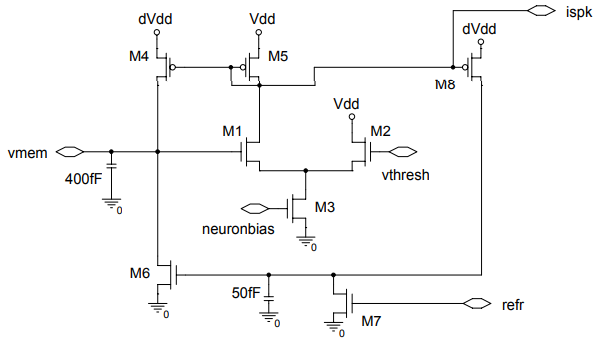 ispk
dVdd
Vdd
dVdd
M4
M5
M8
Vdd
M1
M2
vmem
400fF
vthresh
0
M3
neuronbias
0
M6
50fF
refr
0
0
M7
0